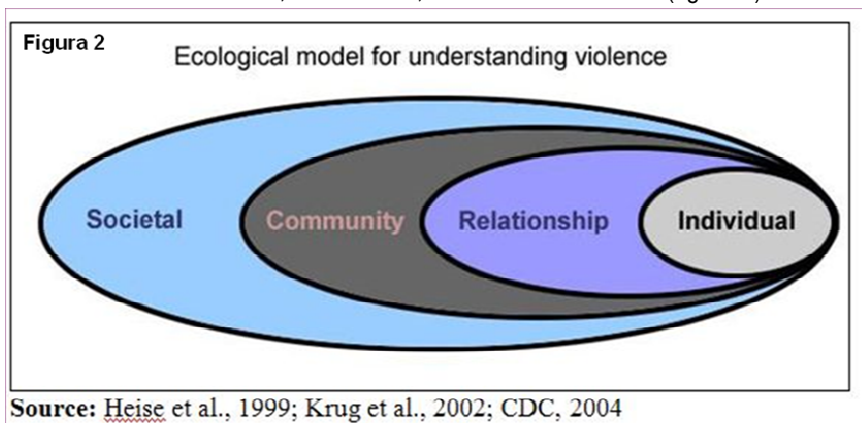 Figura 2
Ecological model for understanding violence
Societal
Community
Relationship
Individual
Source: Heise et al., 1999; Krug et al., 2002; CDC, 2004